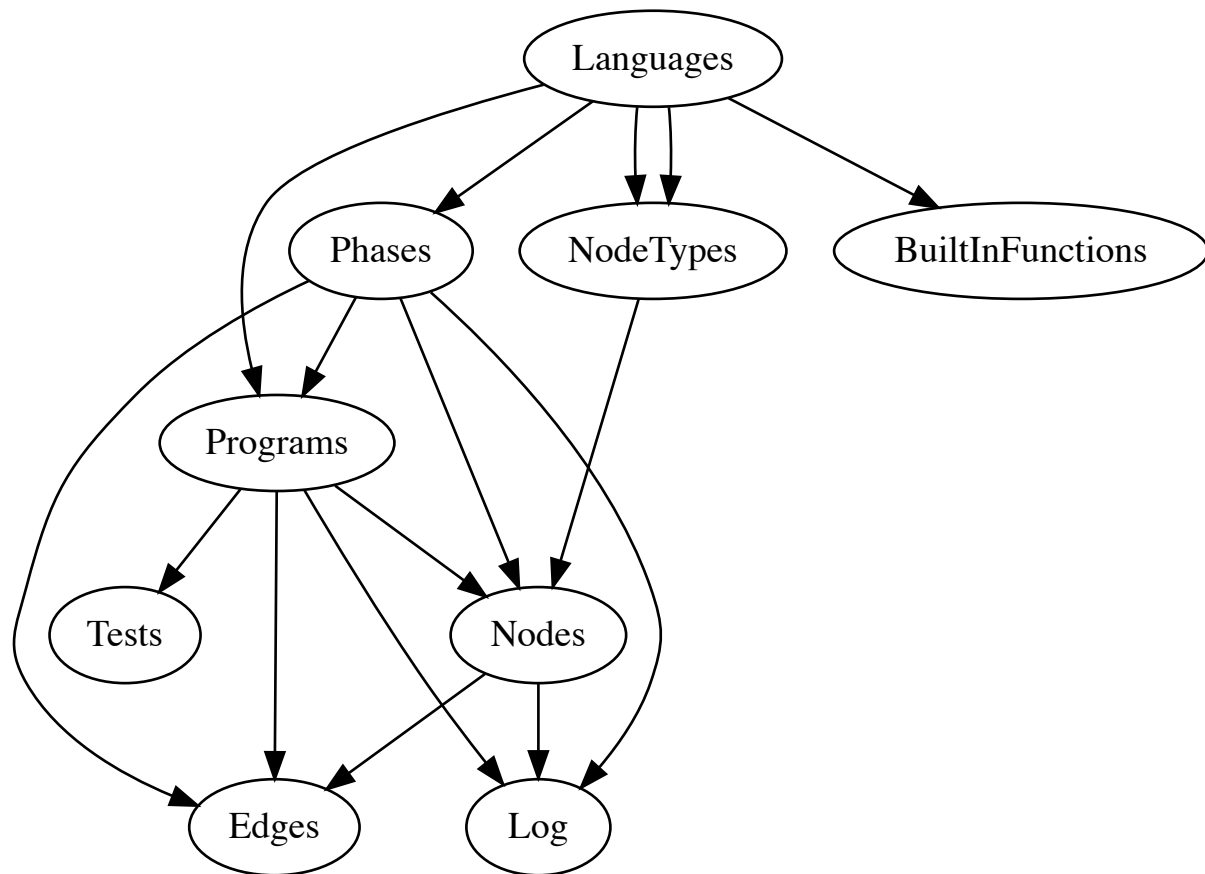 Languages
Phases
NodeTypes
BuiltInFunctions
Programs
Tests
Nodes
Edges
Log